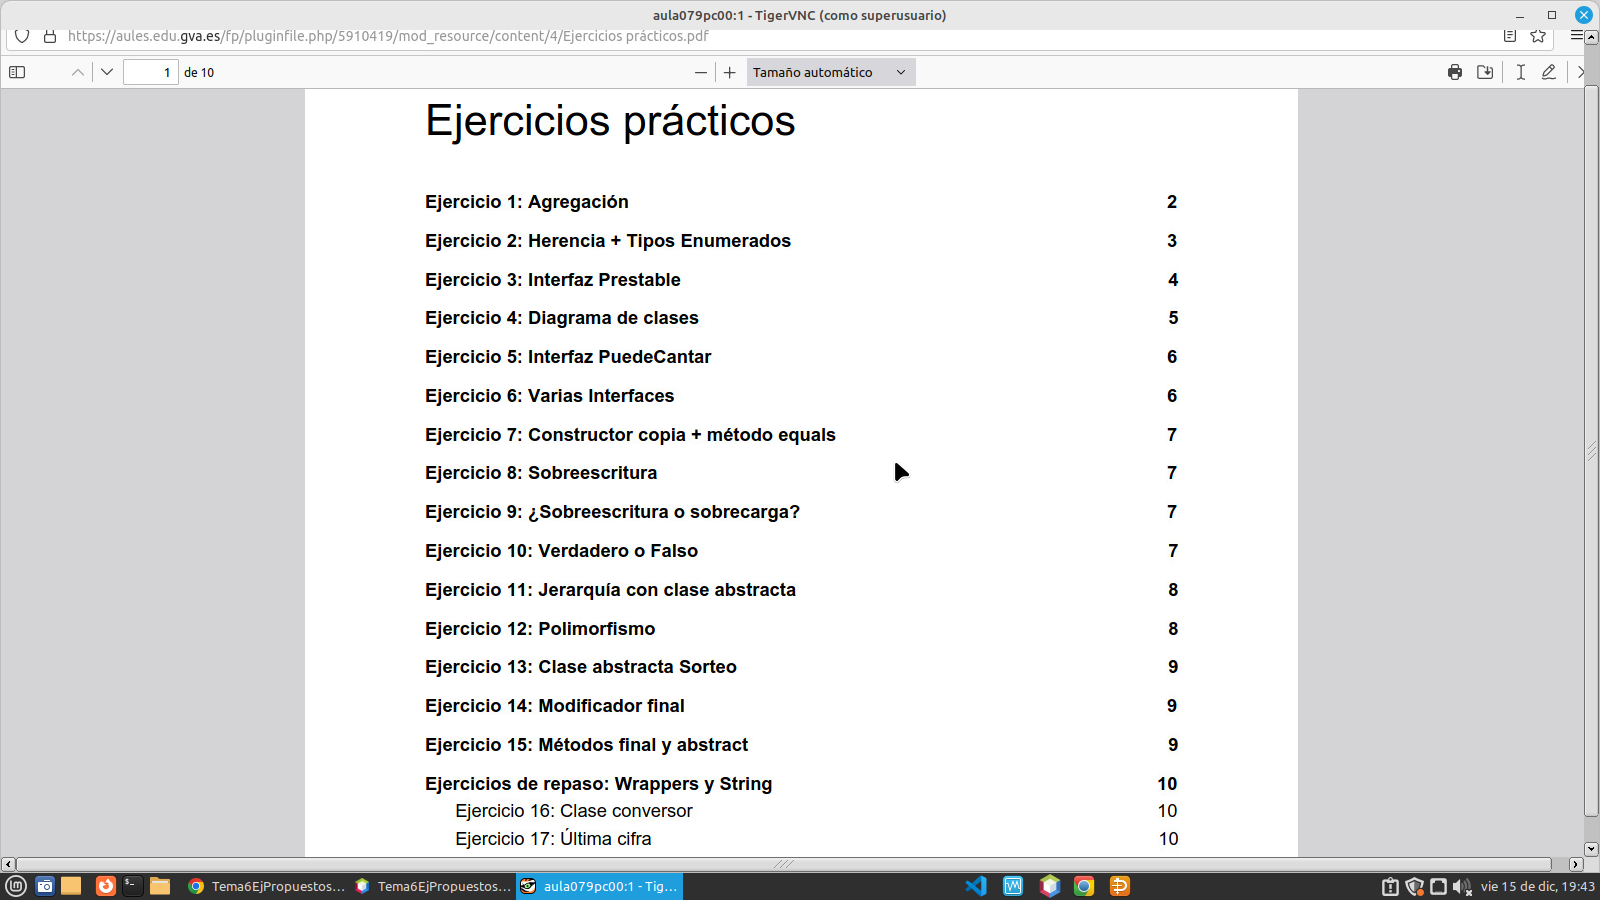 aula079pc00:1 - TigerVNC (como superusuario)
https://aules.edu.gva.es/fp/pluginfile.php/5910419/mod_resource/content/4/Ejercicios prácticos.pdf
1 de 10
Tamaño automático
Ejercicios prácticos
Ejercicio 1: Agregación 2
Ejercicio 2: Herencia + Tipos Enumerados 3
Ejercicio 3: Interfaz Prestable 4
Ejercicio 4: Diagrama de clases 5
Ejercicio 5: Interfaz PuedeCantar 6
Ejercicio 6: Varias Interfaces 6
Ejercicio 7: Constructor copia + método equals 7
Ejercicio 8: Sobreescritura 7
Ejercicio 9: ¿Sobreescritura o sobrecarga? 7
Ejercicio 10: Verdadero o Falso 7
Ejercicio 11: Jerarquía con clase abstracta 8
Ejercicio 12: Polimorfismo 8
Ejercicio 13: Clase abstracta Sorteo 9
Ejercicio 14: Modificador final 9
Ejercicio 15: Métodos final y abstract 9
Ejercicios de repaso: Wrappers y String 10
Ejercicio 16: Clase conversor 10
Ejercicio 17: Última cifra 10
Tema6EjPropuestos... Tema6EjPropuestos... aula079pc00:1 - Tig... vie 15 de dic, 19:43